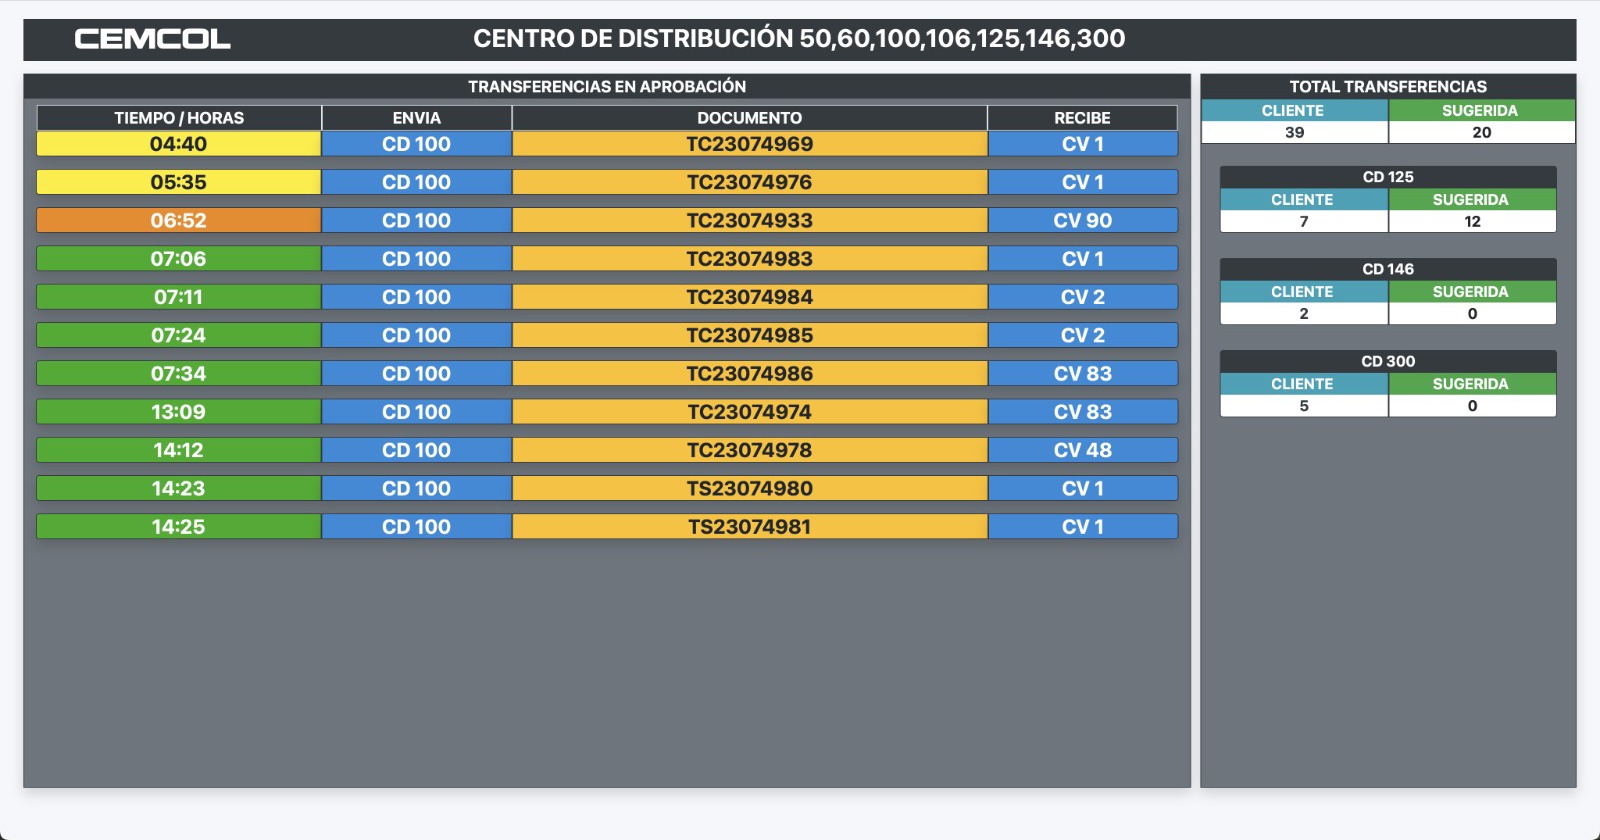 CEMCOL
CENTRO DE DISTRIBUCIÓN 50,60,100,106,125,146,300
TRANSFERENCIAS EN APROBACIÓN
TIEMPO / HORAS ENVIA DOCUMENTO RECIBE
04:40 CD 100 TC23074969 CV 1
05:35 CD 100 TC23074976 CV 1
06:52 CD 100 TC23074933 CV 90
07:06 CD 100 TC23074983 CV 1
07:11 CD 100 TC23074984 CV 2
07:24 CD 100 TC23074985 CV 2
07:34 CD 100 TC23074986 CV 83
13:09 CD 100 TC23074974 CV 83
14:12 CD 100 TC23074978 CV 48
14:23 CD 100 TS23074980 CV 1
14:25 CD 100 TS23074981 CV 1
TOTAL TRANSFERENCIAS
CLIENTE SUGERIDA
39 20
CD 125
CLIENTE SUGERIDA
7 12
CD 146
CLIENTE SUGERIDA
2 0
CD 300
CLIENTE SUGERIDA
5 0